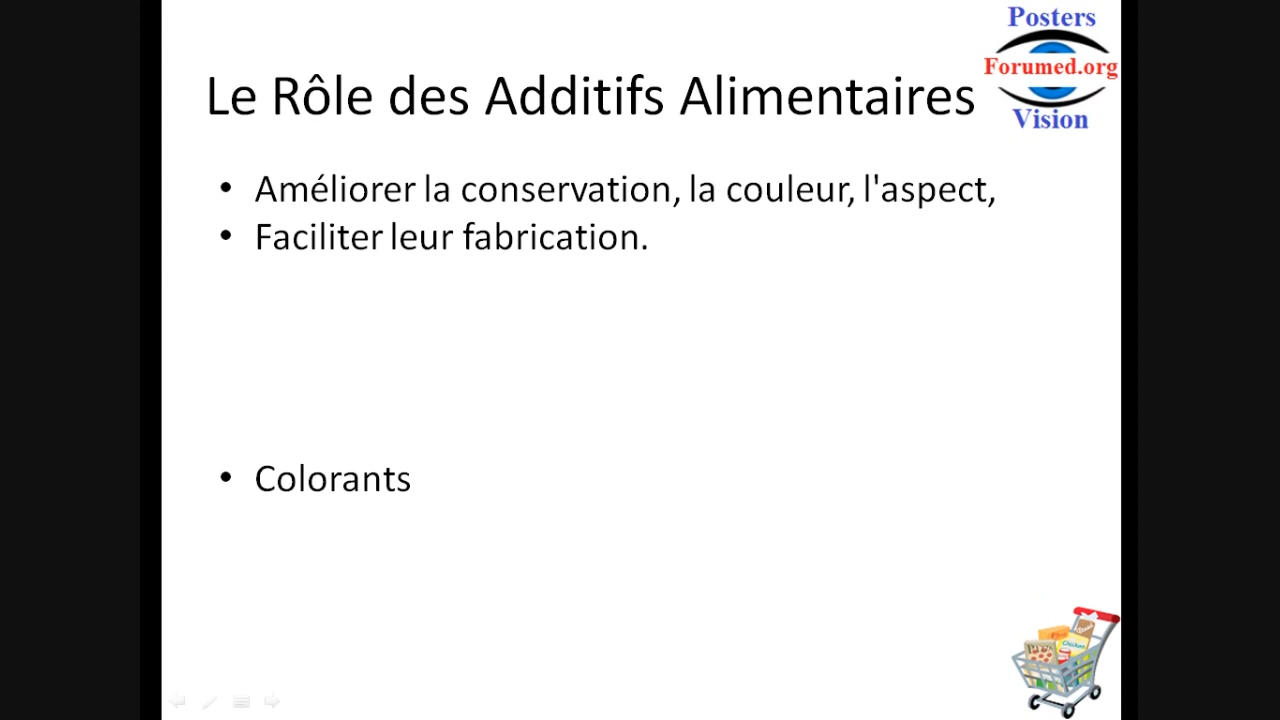 Posters
Forumed.org
Vision
Le Rôle des Additifs Alimentaires
• Améliorer la conservation, la couleur, l'aspect,
• Faciliter leur fabrication.
• Colorants